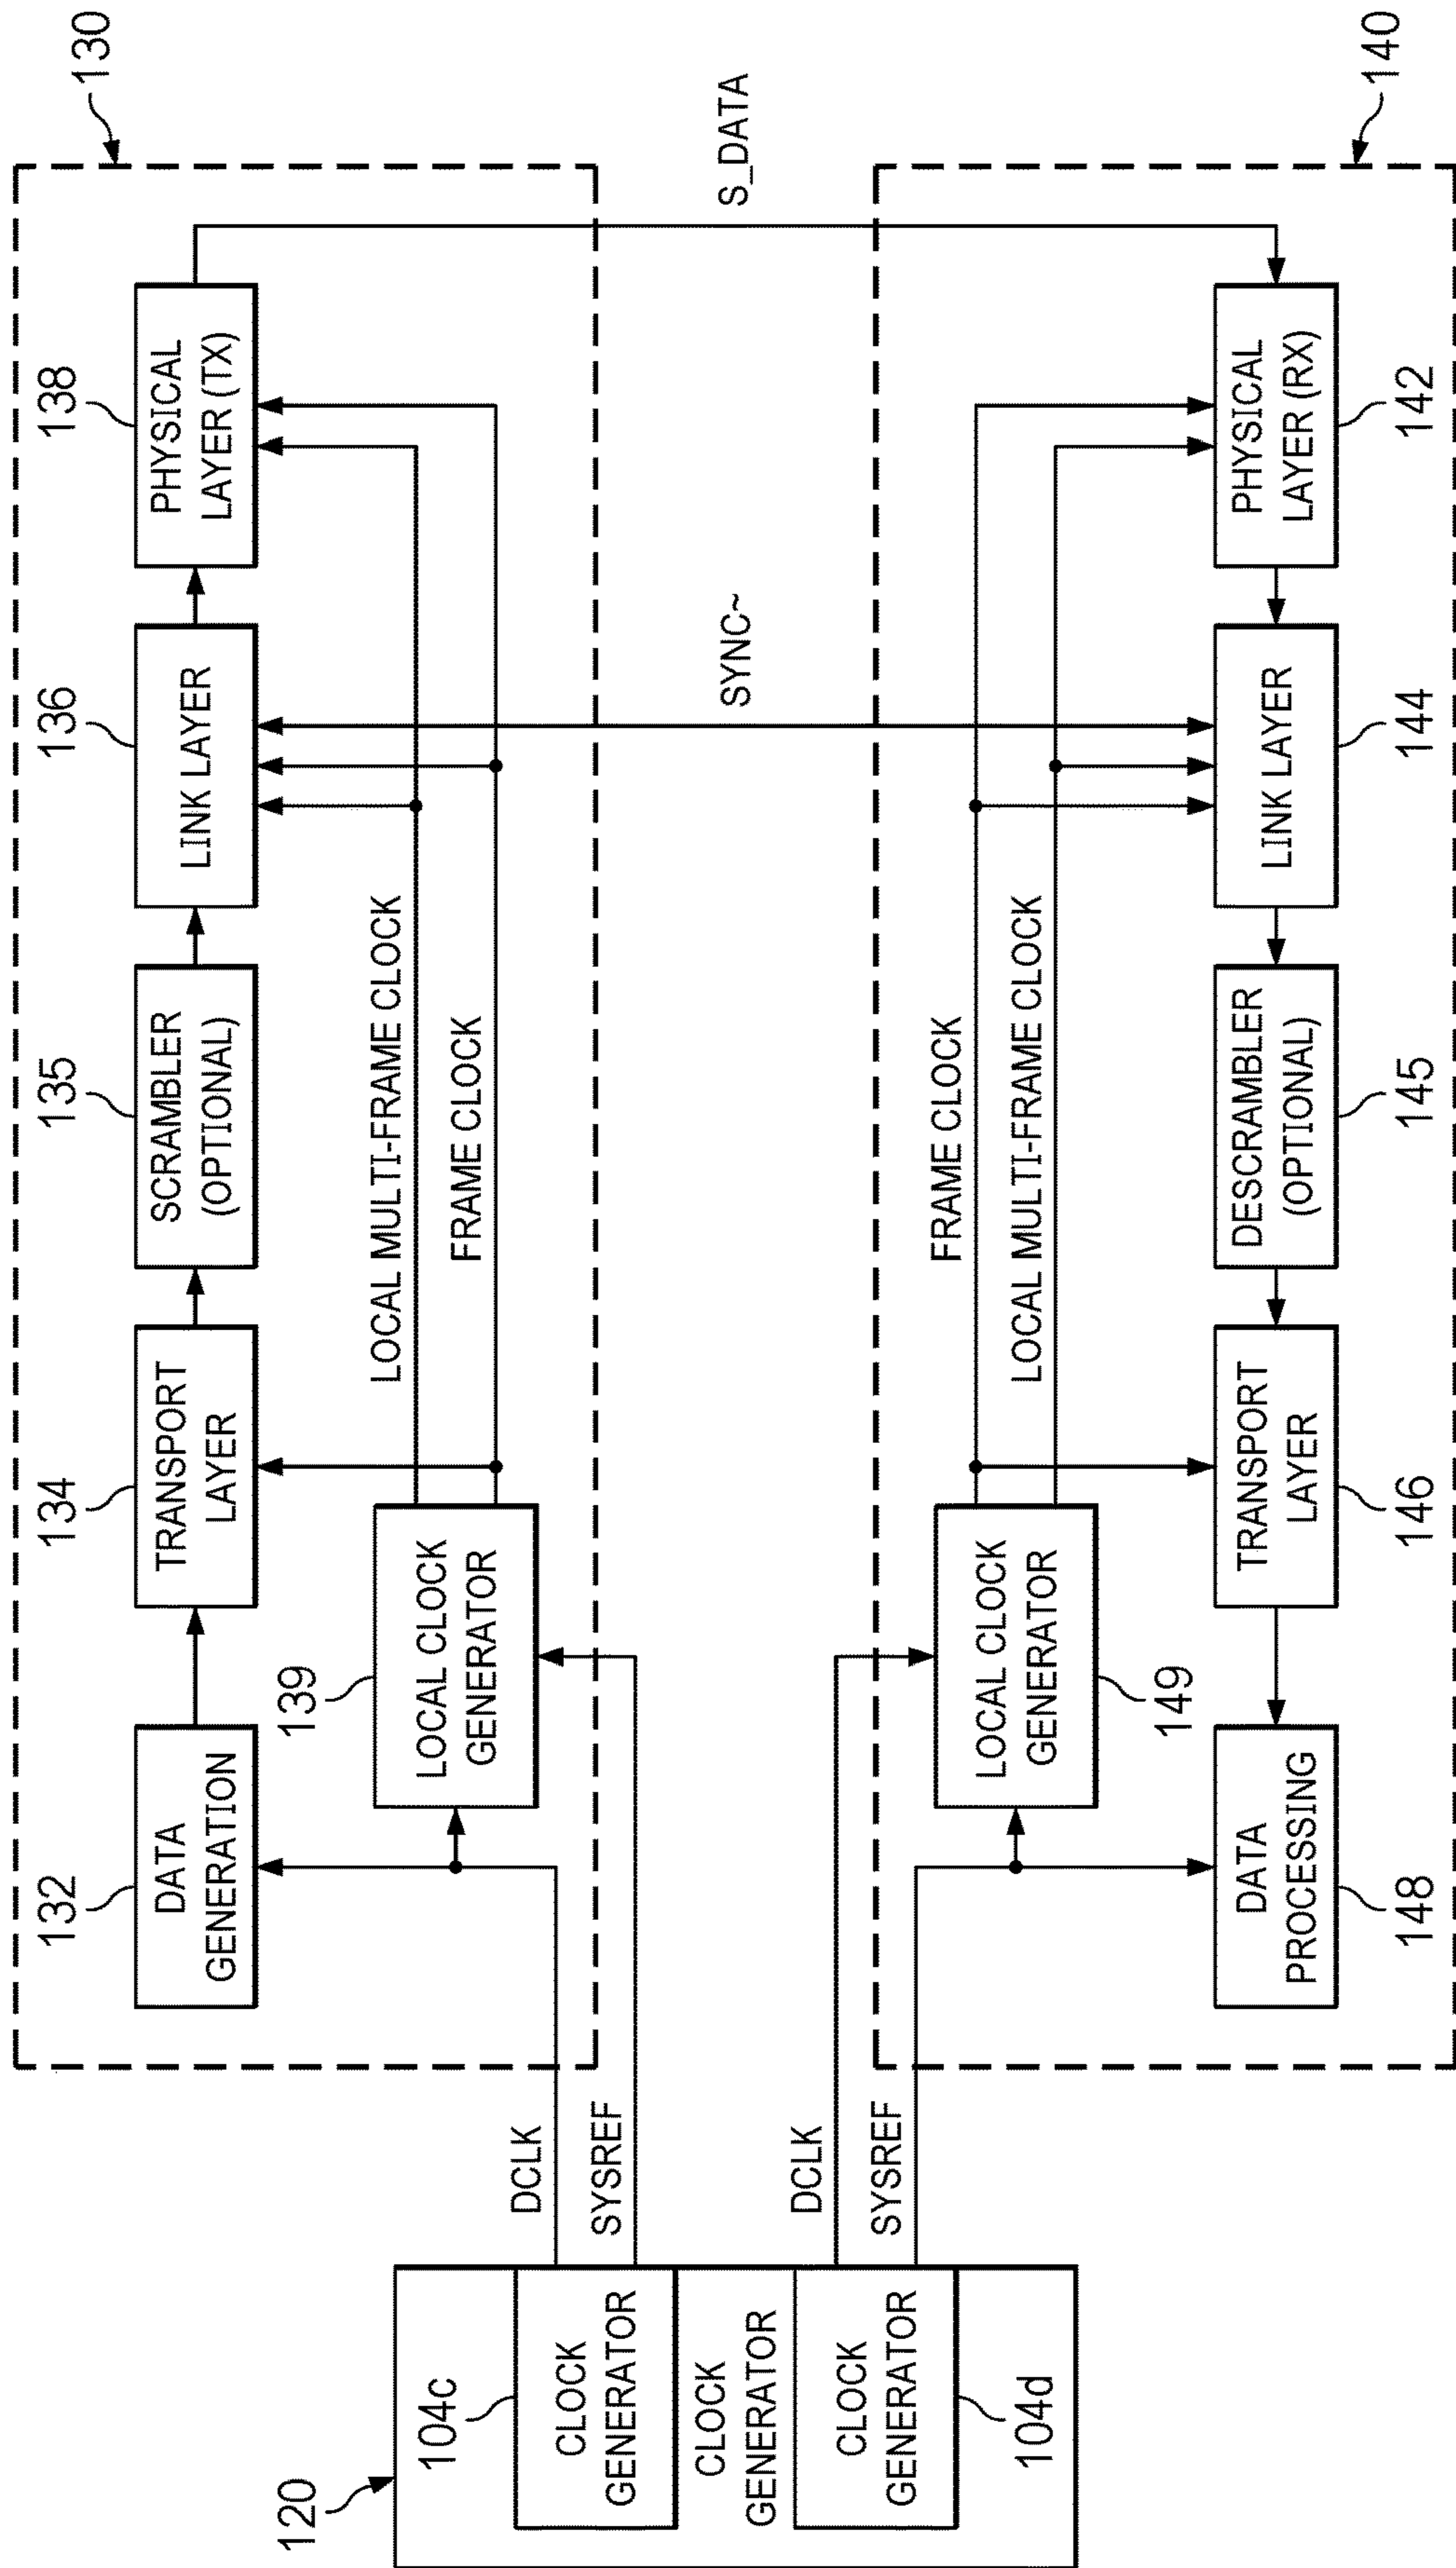 130
132
DATA
GENERATION
134
TRANSPORT
LAYER
135
SCRAMBLER
(OPTIONAL)
136
LINK LAYER
138
PHYSICAL
LAYER (TX)
139
LOCAL CLOCK
GENERATOR
LOCAL MULTI-FRAME CLOCK
FRAME CLOCK
120
104c
CLOCK
GENERATOR
CLOCK
GENERATOR
CLOCK
GENERATOR
104d
DCLK
SYSREF
DCLK
SYSREF
SYNC~
S_DATA
140
FRAME CLOCK
LOCAL MULTI-FRAME CLOCK
LOCAL CLOCK
GENERATOR
149
DATA
PROCESSING
148
TRANSPORT
LAYER
146
DESCRAMBLER
(OPTIONAL)
145
LINK LAYER
144
PHYSICAL
LAYER (RX)
142